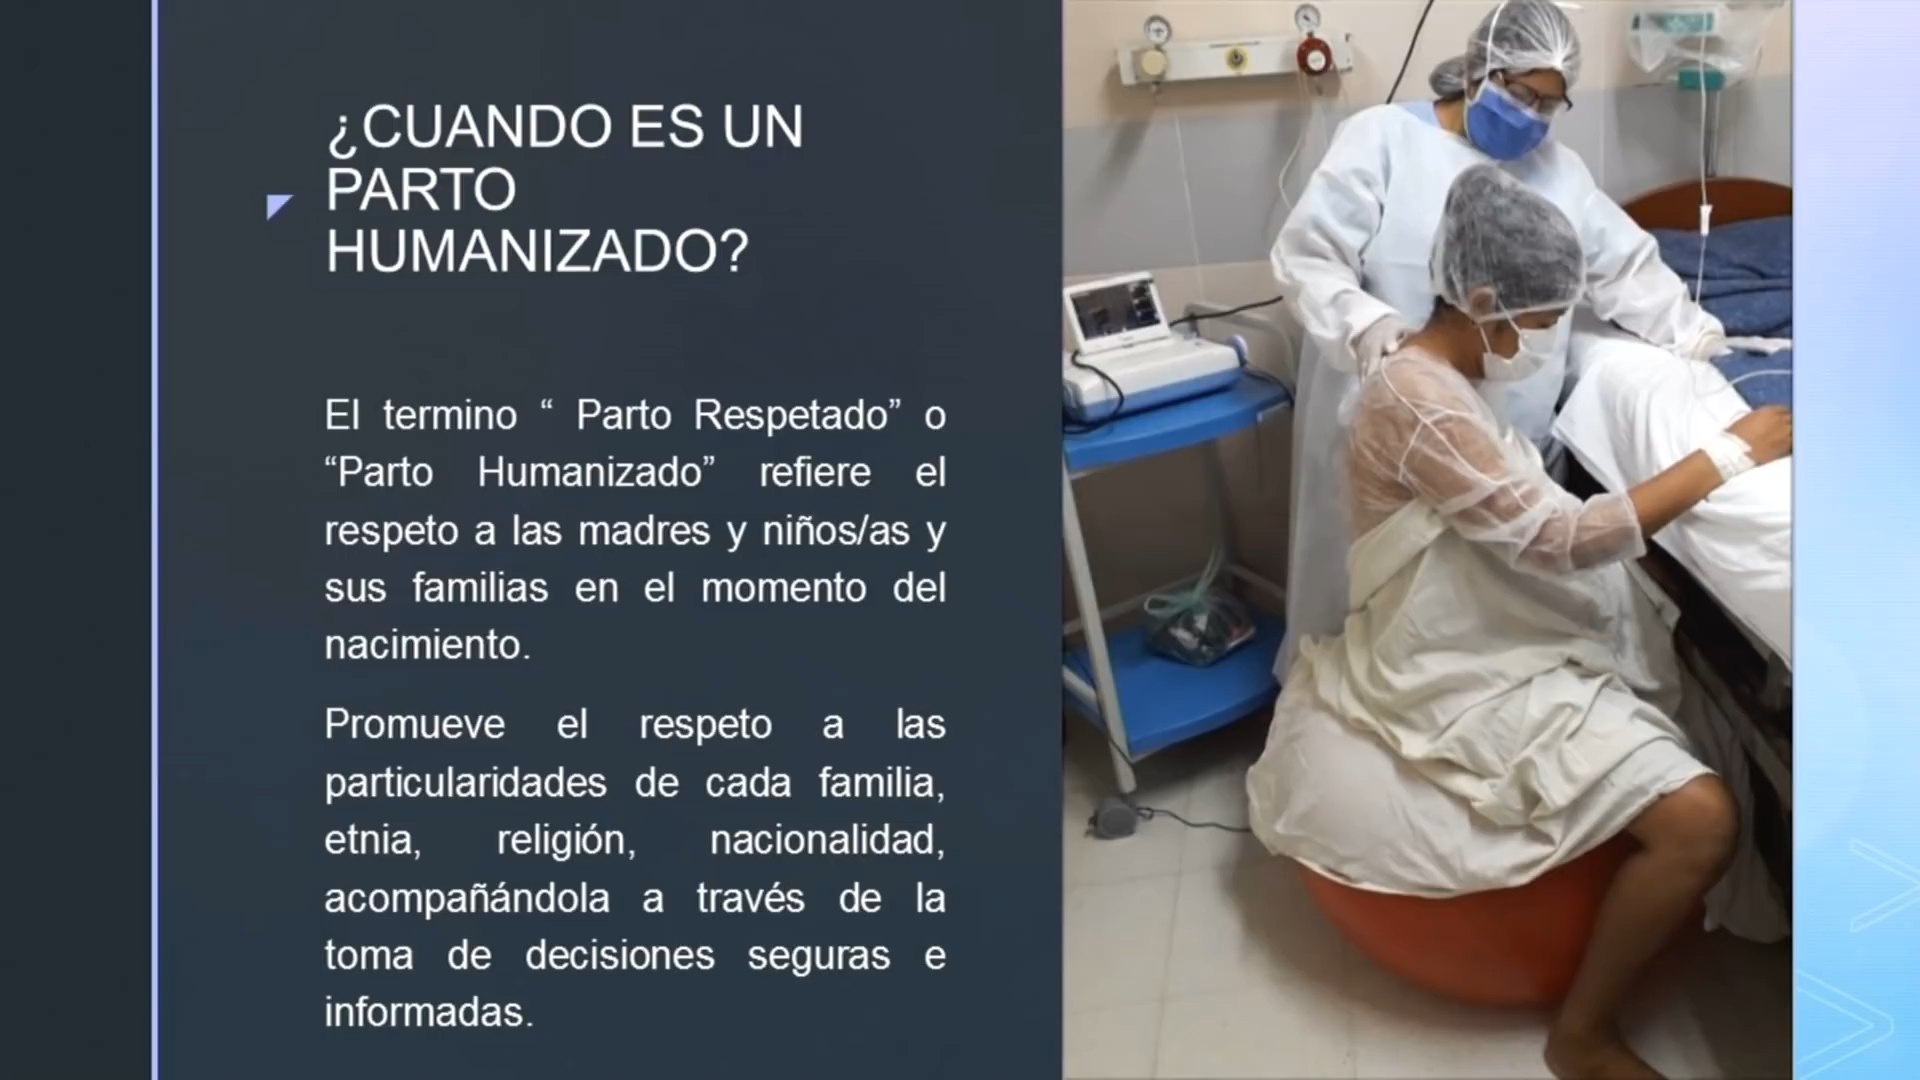 ¿CUANDO ES UN
PARTO
HUMANIZADO?
El termino “ Parto Respetado” o
“Parto Humanizado” refiere el
respeto a las madres y niños/as y
sus familias en el momento del
nacimiento.
Promueve el respeto a las
particularidades de cada familia,
etnia, religión, nacionalidad,
acompañándola a través de la
toma de decisiones seguras e
informadas.